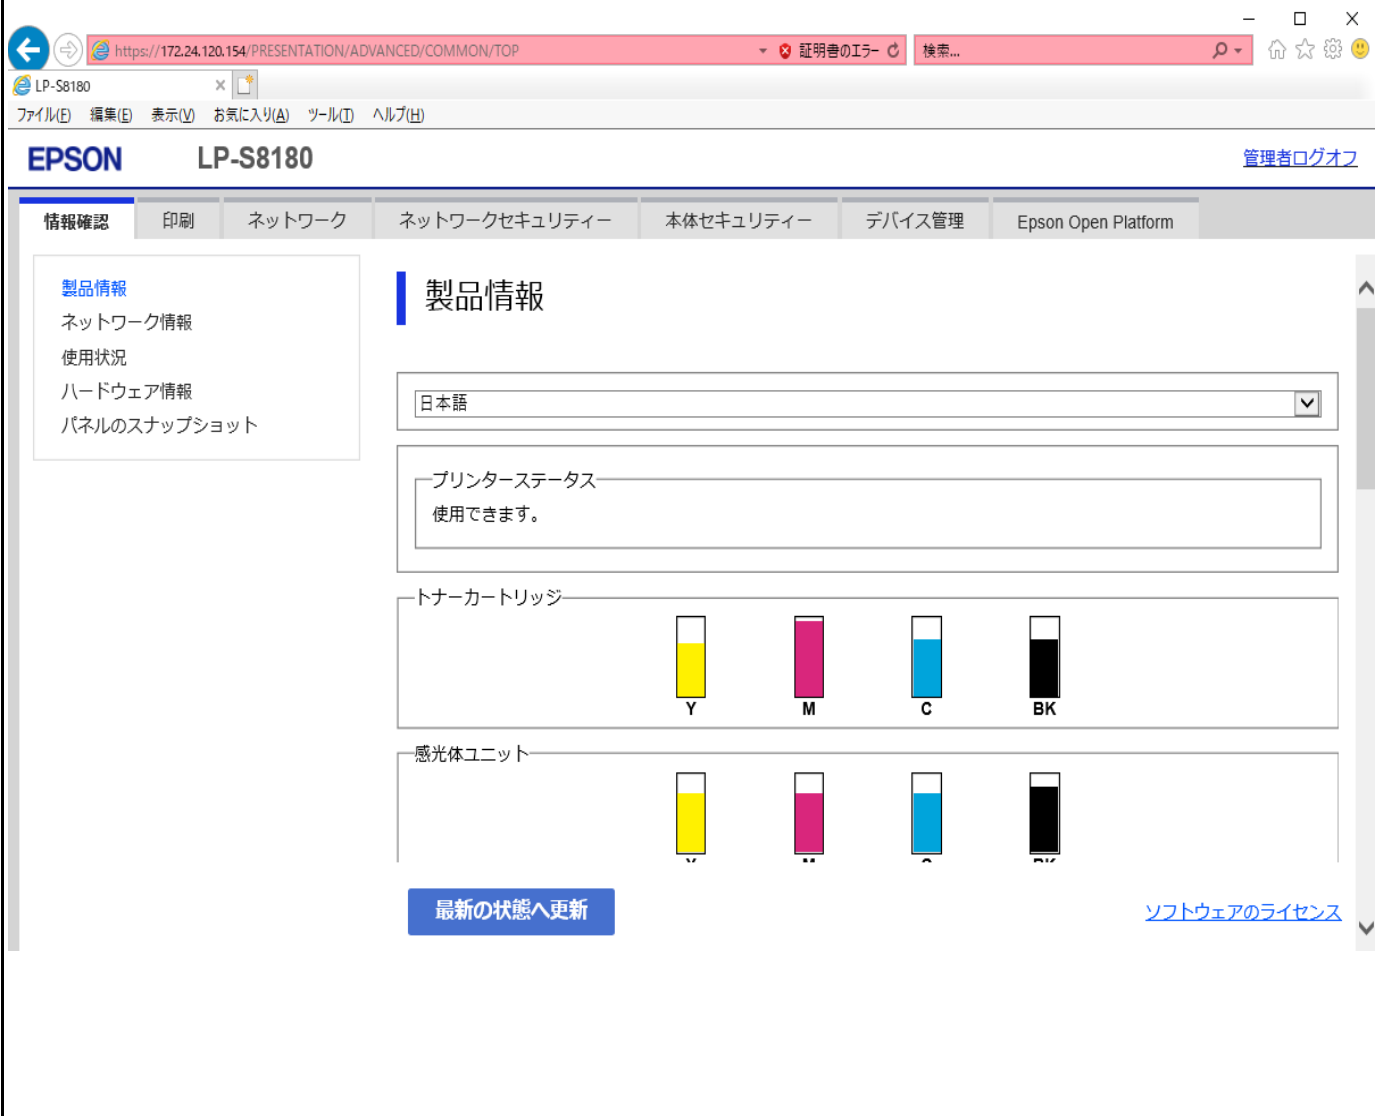 https://172.24.120.154/PRESENTATION/ADVANCED/COMMON/TOP
証明書のエラー
検索...
LP-S8180
ファイル(F) 編集(E) 表示(V) お気に入り(A) ツール(T) ヘルプ(H)
EPSON LP-S8180 管理者ログオフ
情報確認 印刷 ネットワーク ネットワークセキュリティー 本体セキュリティー デバイス管理 Epson Open Platform
製品情報
ネットワーク情報
使用状況
ハードウェア情報
パネルのスナップショット
製品情報
日本語
プリンターステータス
使用できます。
トナーカートリッジ
Y M C BK
感光体ユニット
Y M C BK
最新の状態へ更新
ソフトウェアのライセンス